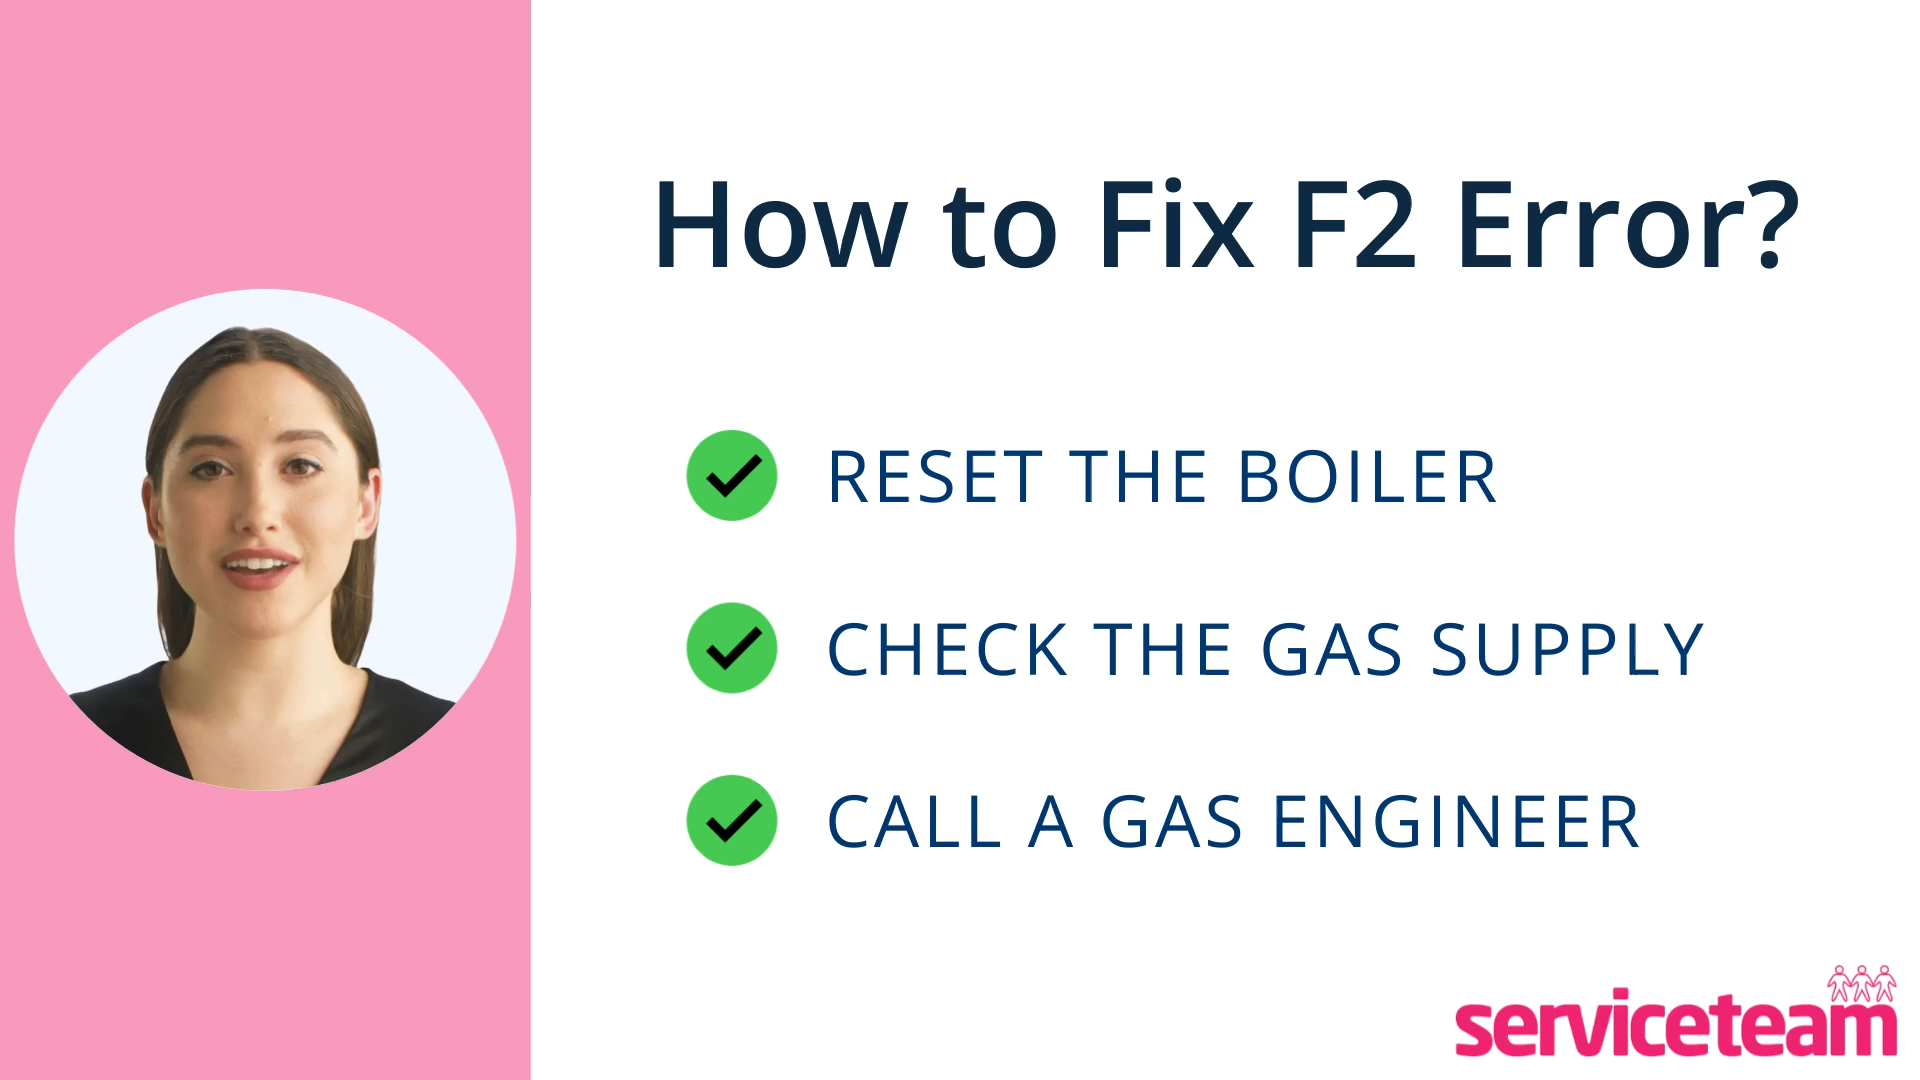 How to Fix F2 Error?
RESET THE BOILER
CHECK THE GAS SUPPLY
CALL A GAS ENGINEER
serviceteam